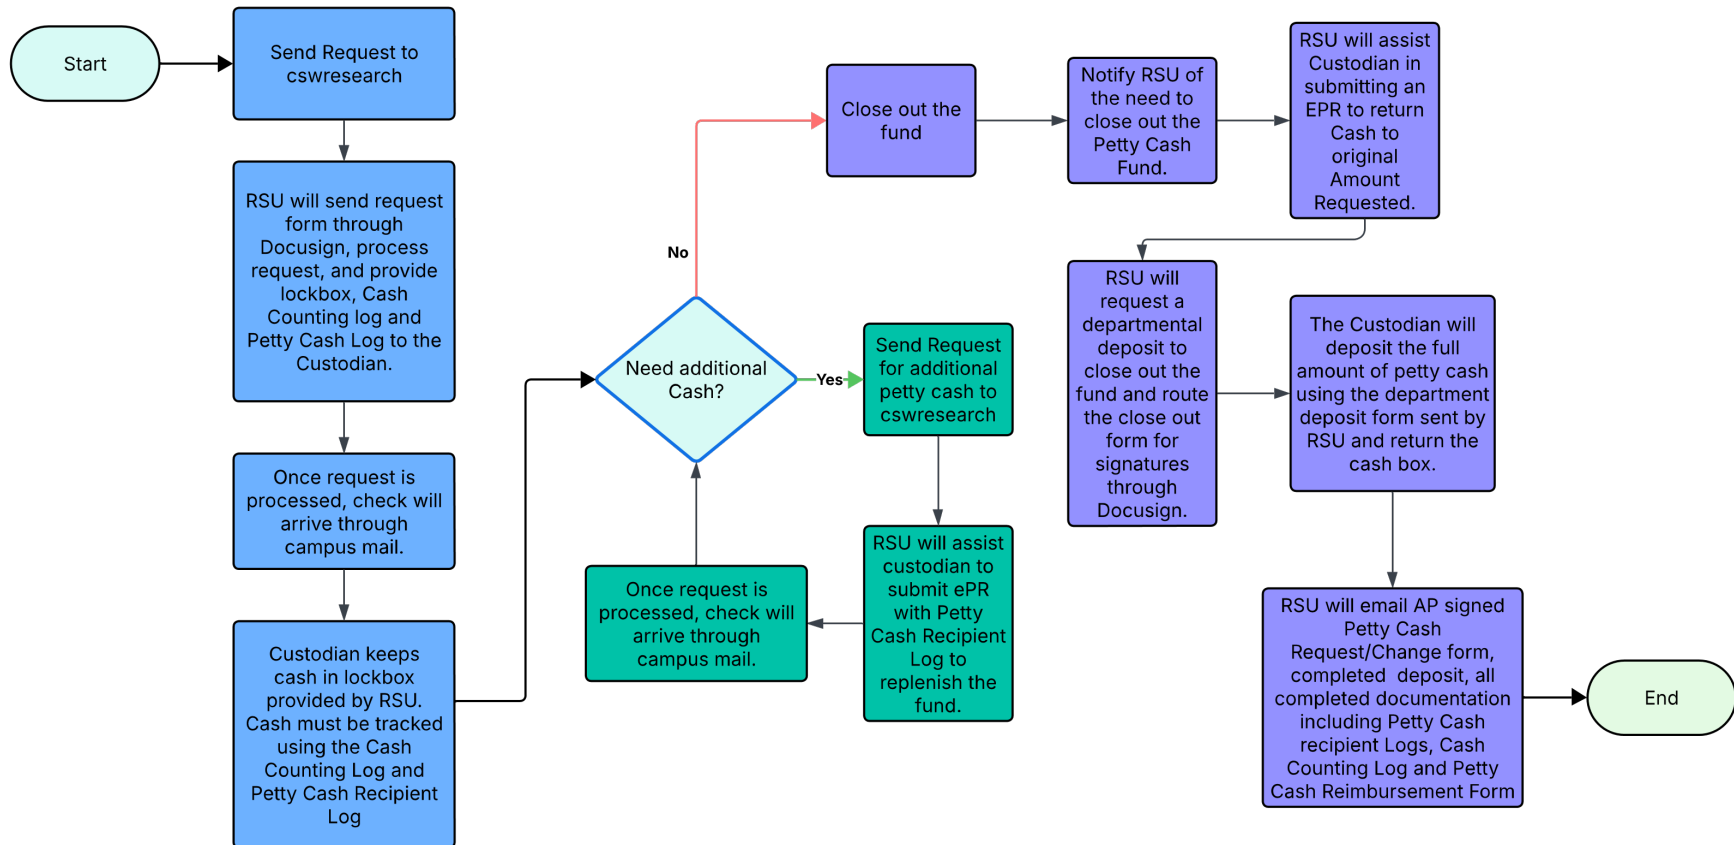 Start
Send Request to
cswresearch
RSU will send request
form through
Docusign, process
request, and provide
lockbox, Cash
Counting log and
Petty Cash Log to the
Custodian.
Once request is
processed, check will
arrive through
campus mail.
Custodian keeps
cash in lockbox
provided by RSU.
Cash must be tracked
using the Cash
Counting Log and
Petty Cash Recipient
Log
Need additional
Cash?
No
Yes
Send Request
for additional
petty cash to
cswresearch
RSU will assist
custodian to
submit ePR
with Petty
Cash Recipient
Log to
replenish the
fund.
Once request is
processed, check will
arrive through
campus mail.
Close out the
fund
Notify RSU of
the need to
close out the
Petty Cash
Fund.
RSU will assist
Custodian in
submitting an
EPR to return
Cash to
original
Amount
Requested.
RSU will
request a
departmental
deposit to
close out the
fund and route
the close out
form for
signatures
through
Docusign.
The Custodian will
deposit the full
amount of petty cash
using the department
deposit form sent by
RSU and return the
cash box.
RSU will email AP signed
Petty Cash
Request/Change form,
completed  deposit, all
completed documentation
including Petty Cash
recipient Logs, Cash
Counting Log and Petty
Cash Reimbursement Form
End